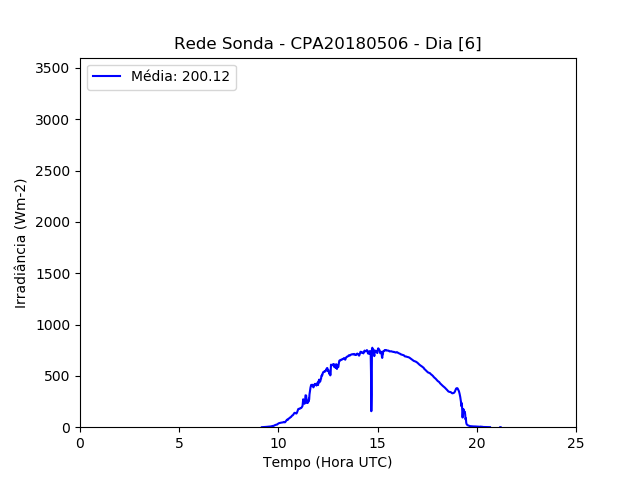 Rede Sonda - CPA20180506 - Dia [6]
Média: 200.12
3500
3000
2500
2000
1500
1000
500
0
Irradiância (Wm-2)
0 5 10 15 20 25
Tempo (Hora UTC)